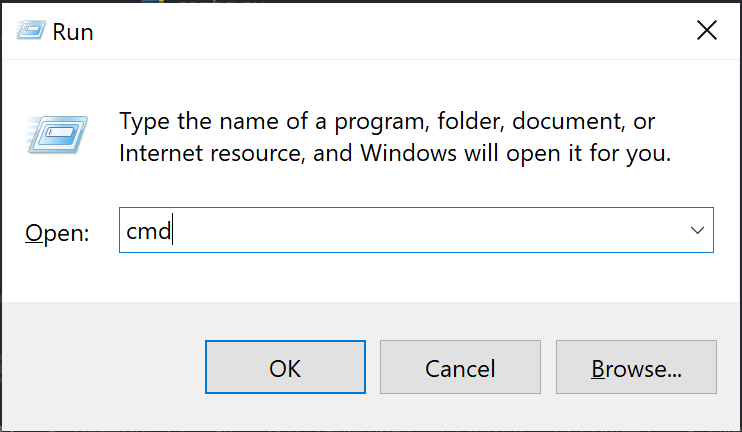 Run
Type the name of a program, folder, document, or
Internet resource, and Windows will open it for you.
Open: cmd
OK Cancel Browse...